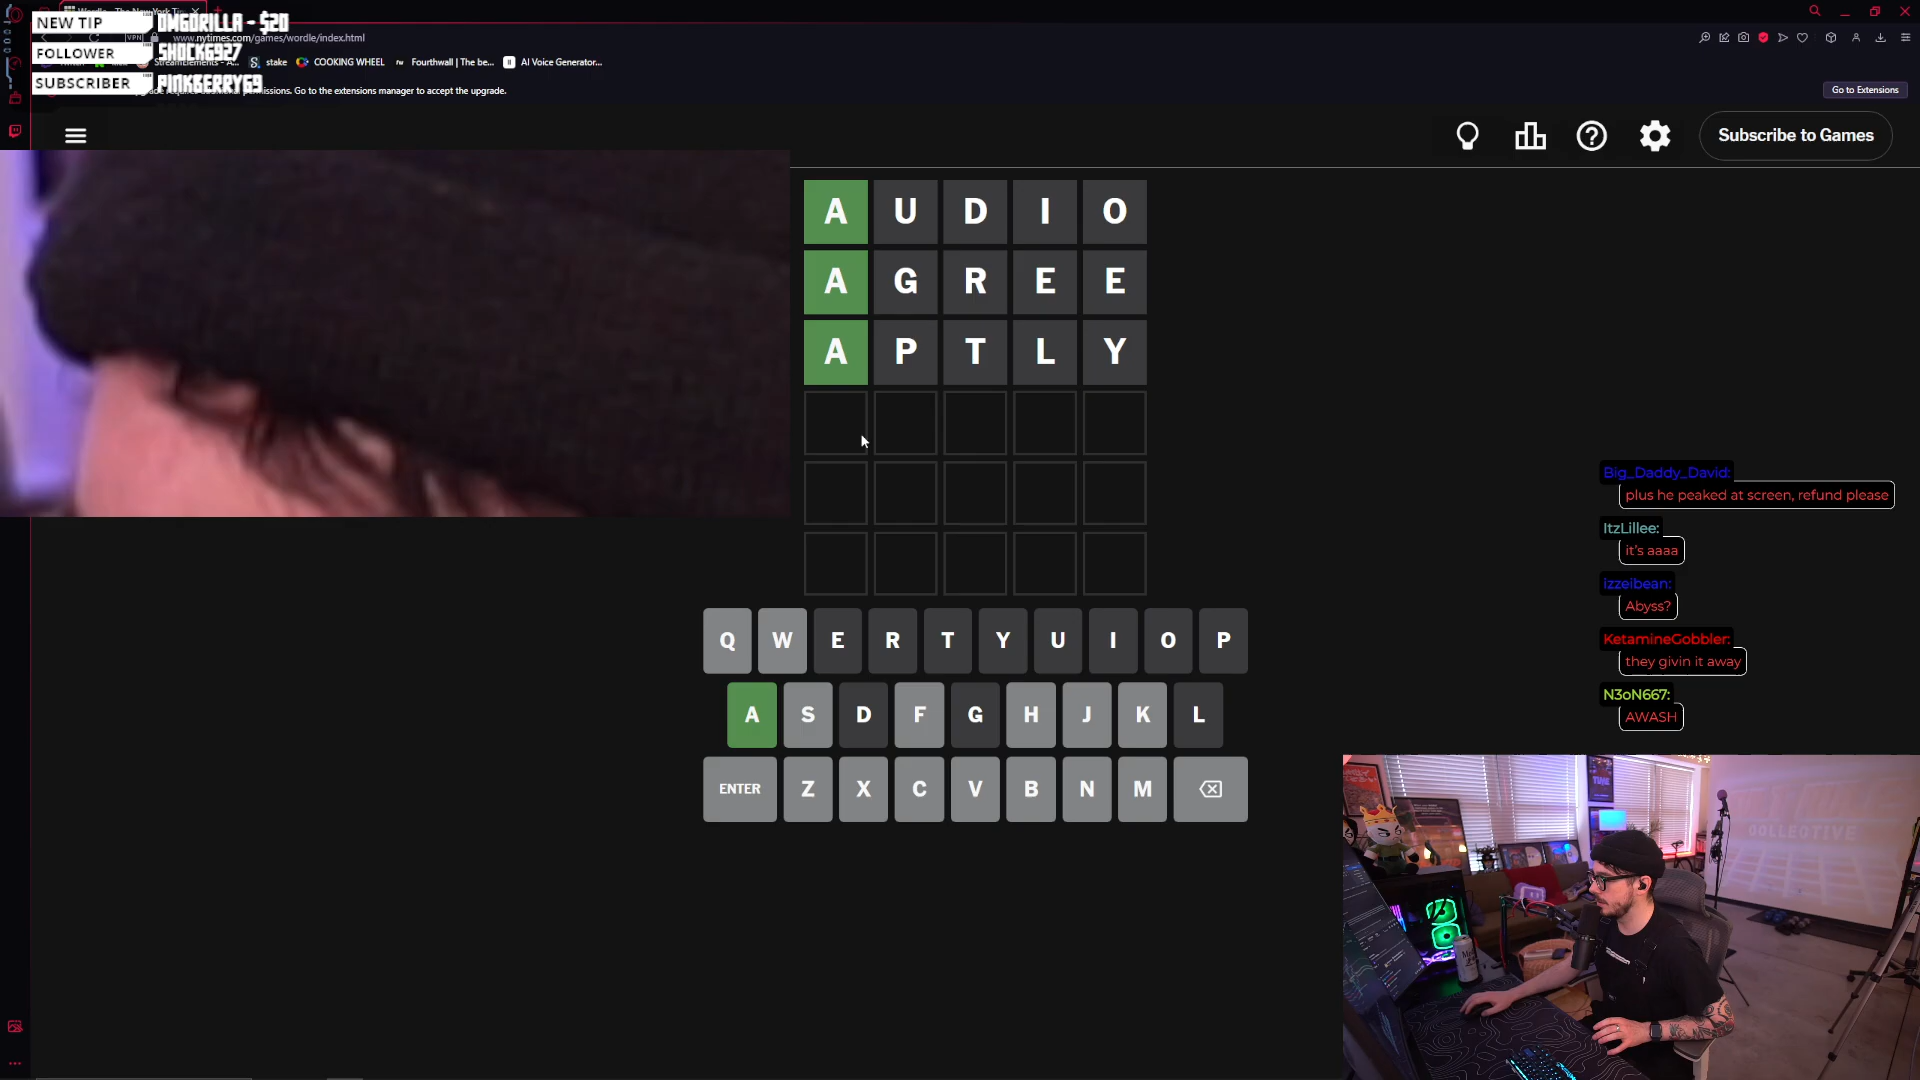 NEW TIP OMGORILLA - $20
FOLLOWER SHOCK6927
SUBSCRIBER PINKBERRY69
VPN www.nytimes.com/games/wordle/index.html
stake COOKING WHEEL Fourthwall | The be... AI Voice Generator...
permissions. Go to the extensions manager to accept the upgrade.
Go to Extensions
Subscribe to Games
A U D I O
A G R E E
A P T L Y
Q W E R T Y U I O P
A S D F G H J K L
ENTER Z X C V B N M
Big_Daddy_David:
plus he peaked at screen, refund please
ItzLillee:
it's aaaa
izzeibean:
Abyss?
KetamineGobbler:
they givin it away
N3oN667:
AWASH
COLLECTIVE